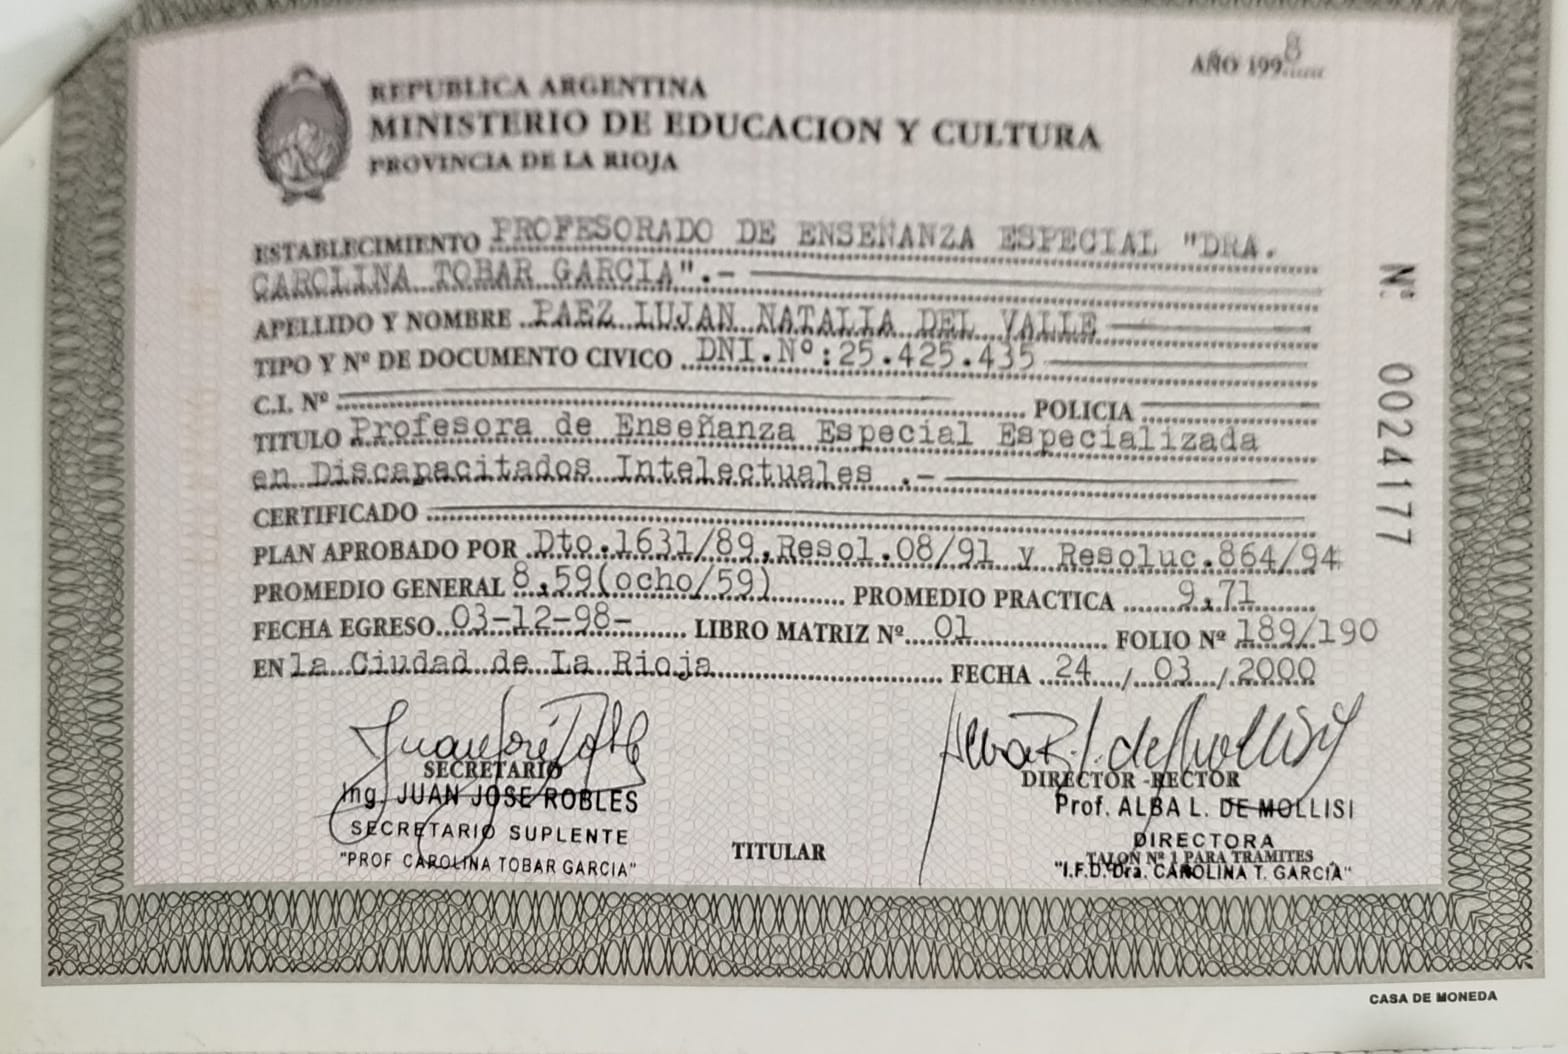 AÑO 1998
REPUBLICA ARGENTINA
MINISTERIO DE EDUCACION Y CULTURA
PROVINCIA DE LA RIOJA
ESTABLECIMIENTO PROFESORADO DE ENSEÑANZA ESPECIAL "DRA.
CAROLINA TOBAR GARCIA".-
APELLIDO Y NOMBRE PAEZ LUJAN NATALIA DEL VALLE
TIPO Y Nº DE DOCUMENTO CIVICO DNI.Nº:25.425.435
C.I. Nº POLICIA
TITULO Profesora de Enseñanza Especial Especializada
en Discapacitados Intelectuales .-
CERTIFICADO
PLAN APROBADO POR Dto.1631/89,Resol.08/91 y Resoluc.864/94
PROMEDIO GENERAL 8,59(ocho/59) PROMEDIO PRACTICA 9,71
FECHA EGRESO 03-12-98- LIBRO MATRIZ Nº 01 FOLIO Nº 189/190
EN la Ciudad de La Rioja FECHA 24 / 03 / 2000
SECRETARIO
Ing. JUAN JOSE ROBLES
SECRETARIO SUPLENTE
"PROF CAROLINA TOBAR GARCIA"
TITULAR
DIRECTOR - RECTOR
Prof. ALBA L. DE MOLLISI
DIRECTORA
TALON Nº 1 PARA TRAMITES
"I.F.D. Dra. CAROLINA T. GARCIA"
Nº 0024177
CASA DE MONEDA